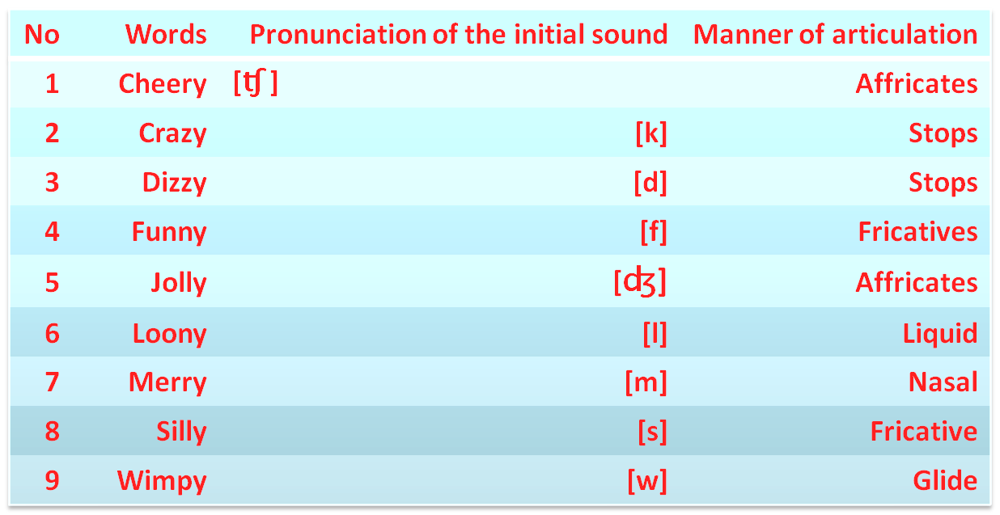 No Words Pronunciation of the initial sound Manner of articulation
1 Cheery [ʧ ] Affricates
2 Crazy [k] Stops
3 Dizzy [d] Stops
4 Funny [f] Fricatives
5 Jolly [ʤ] Affricates
6 Loony [l] Liquid
7 Merry [m] Nasal
8 Silly [s] Fricative
9 Wimpy [w] Glide